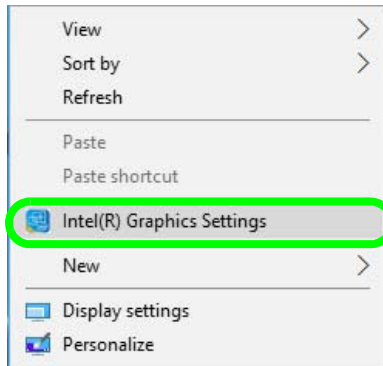 View
Sort by
Refresh
Paste
Paste shortcut
Intel(R) Graphics Settings
New
Display settings
Personalize